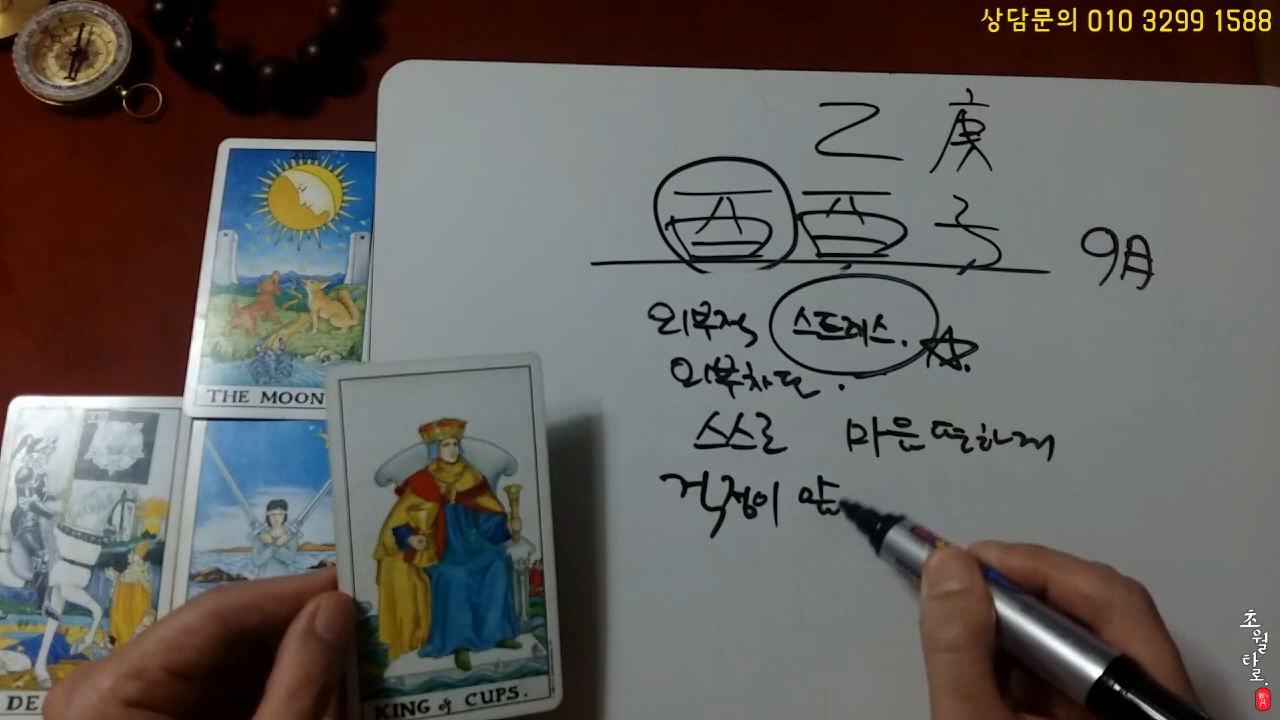 상담문의 010 3299 1588
乙 庚
酉 酉 子 9月
외부적 스트레스.
외부차단.
스스로 마은편하게
걱정이 앞
THE MOON
KING of CUPS.
DE
초월타로.